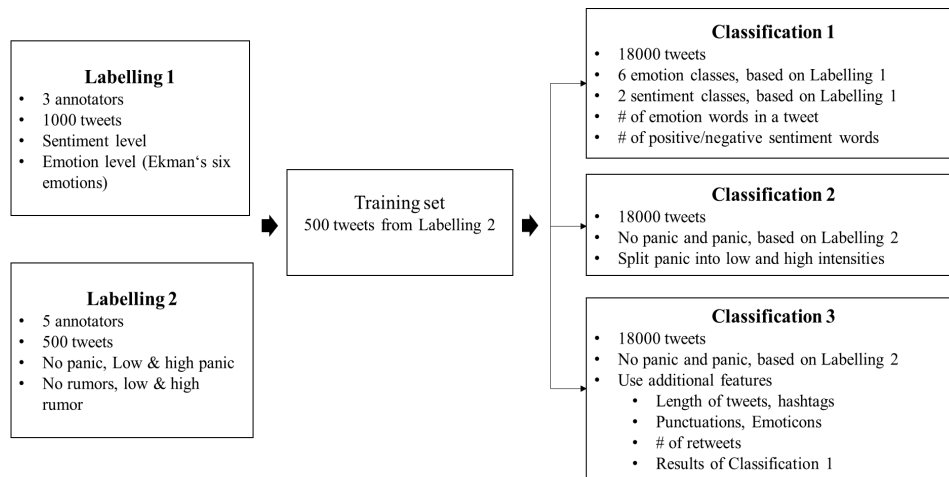 Labelling 1
• 3 annotators
• 1000 tweets
• Sentiment level
• Emotion level (Ekman‘s six
emotions)
Labelling 2
• 5 annotators
• 500 tweets
• No panic, Low & high panic
• No rumors, low & high
rumor
Training set
500 tweets from Labelling 2
Classification 1
• 18000 tweets
• 6 emotion classes, based on Labelling 1
• 2 sentiment classes, based on Labelling 1
• # of emotion words in a tweet
• # of positive/negative sentiment words
Classification 2
• 18000 tweets
• No panic and panic, based on Labelling 2
• Split panic into low and high intensities
Classification 3
• 18000 tweets
• No panic and panic, based on Labelling 2
• Use additional features
• Length of tweets, hashtags
• Punctuations, Emoticons
• # of retweets
• Results of Classification 1